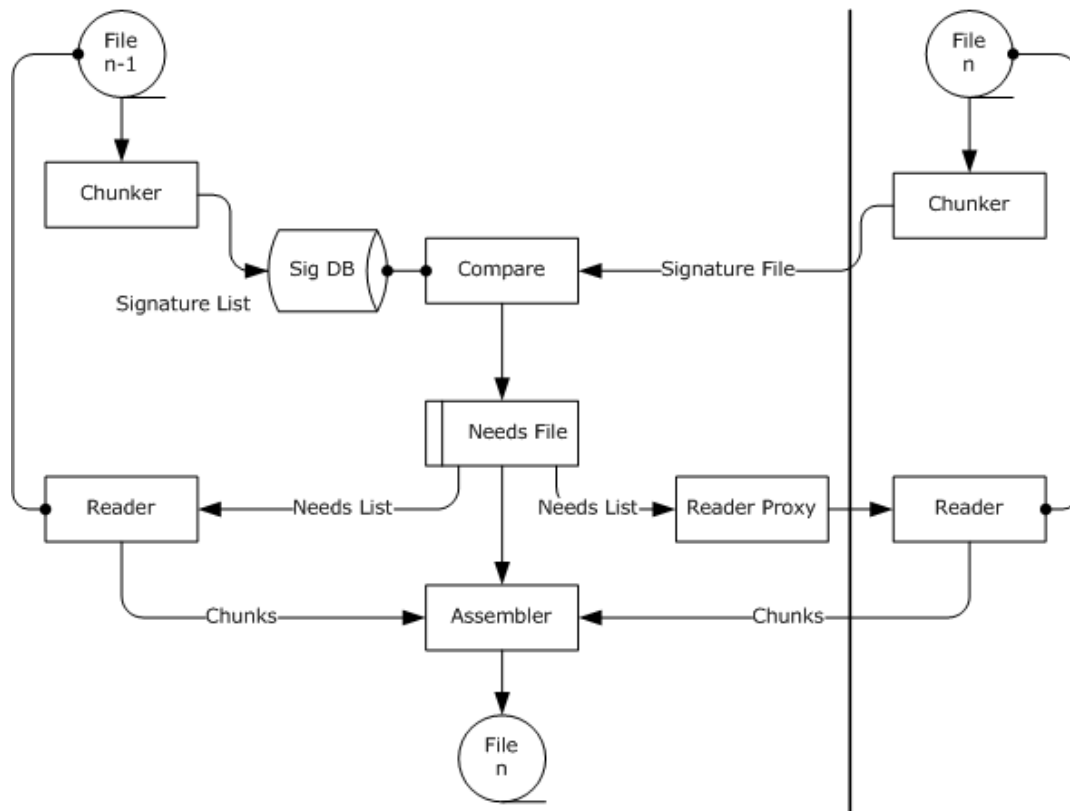 File
n-1
File
n
Chunker
Chunker
Sig DB
Compare
Signature File
Signature List
Needs File
Reader
Needs List
Needs List
Reader Proxy
Reader
Chunks
Assembler
Chunks
File
n